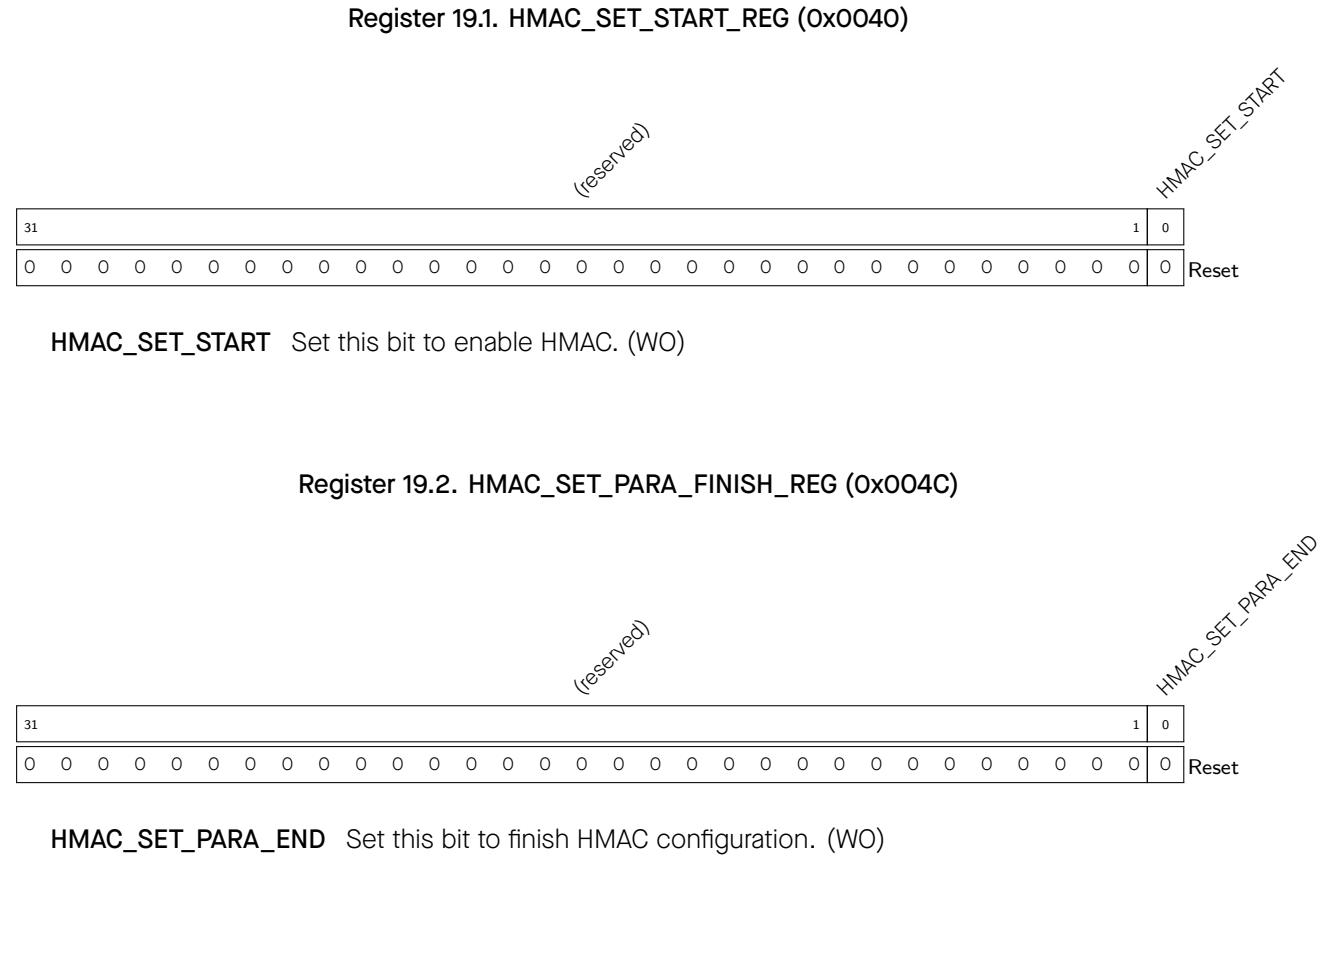 Register 19.1. HMAC_SET_START_REG (0x0040)
(reserved)
HMAC_SET_START
31 1 0
0 0 0 0 0 0 0 0 0 0 0 0 0 0 0 0 0 0 0 0 0 0 0 0 0 0 0 0 0 0 0 0 Reset
HMAC_SET_START Set this bit to enable HMAC. (WO)
Register 19.2. HMAC_SET_PARA_FINISH_REG (0x004C)
(reserved)
HMAC_SET_PARA_END
31 1 0
0 0 0 0 0 0 0 0 0 0 0 0 0 0 0 0 0 0 0 0 0 0 0 0 0 0 0 0 0 0 0 0 Reset
HMAC_SET_PARA_END Set this bit to finish HMAC configuration. (WO)